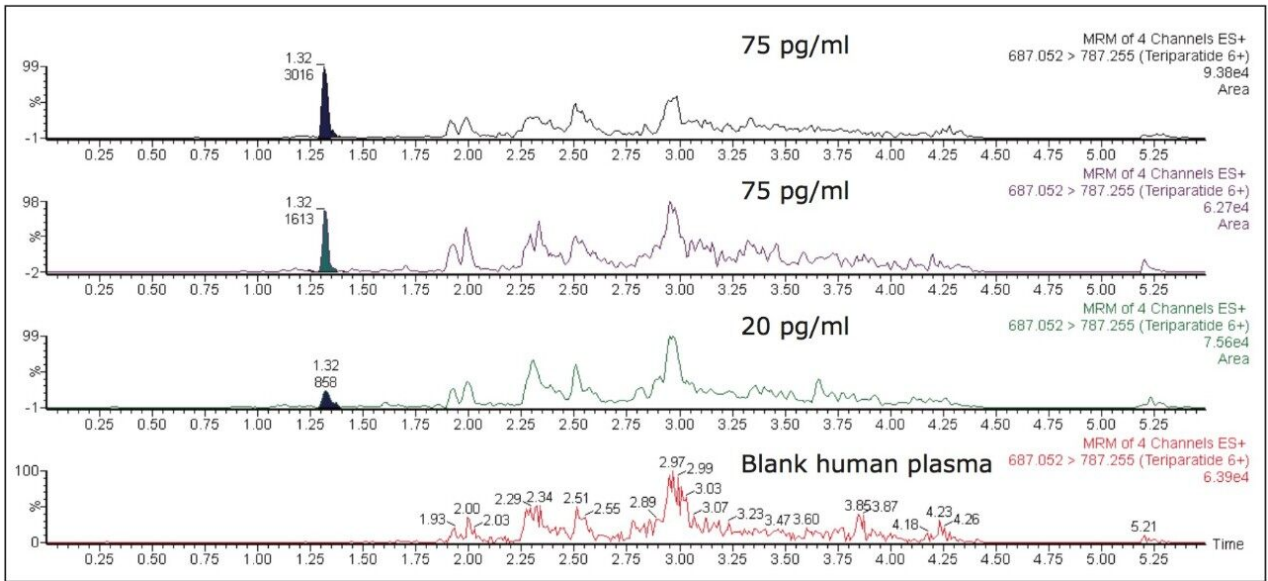 75 pg/ml
MRM of 4 Channels ES+
687.052 > 787.255 (Teriparatide 6+)
9.38e4
Area
1.32
3016
99
%
-1
0.25 0.50 0.75 1.00 1.25 1.50 1.75 2.00 2.25 2.50 2.75 3.00 3.25 3.50 3.75 4.00 4.25 4.50 4.75 5.00 5.25
75 pg/ml
MRM of 4 Channels ES+
687.052 > 787.255 (Teriparatide 6+)
6.27e4
Area
1.32
1613
98
%
-2
0.25 0.50 0.75 1.00 1.25 1.50 1.75 2.00 2.25 2.50 2.75 3.00 3.25 3.50 3.75 4.00 4.25 4.50 4.75 5.00 5.25
20 pg/ml
MRM of 4 Channels ES+
687.052 > 787.255 (Teriparatide 6+)
7.56e4
Area
1.32
858
99
%
-1
0.25 0.50 0.75 1.00 1.25 1.50 1.75 2.00 2.25 2.50 2.75 3.00 3.25 3.50 3.75 4.00 4.25 4.50 4.75 5.00 5.25
Blank human plasma
MRM of 4 Channels ES+
687.052 > 787.255 (Teriparatide 6+)
6.39e4
100
%
0
1.93 2.00 2.03 2.29 2.34 2.51 2.55 2.89 2.97 2.99 3.03 3.07 3.23 3.47 3.60 3.85 3.87 4.18 4.23 4.26 5.21
0.25 0.50 0.75 1.00 1.25 1.50 1.75 2.00 2.25 2.50 2.75 3.00 3.25 3.50 3.75 4.00 4.25 4.50 4.75 5.00 5.25
Time